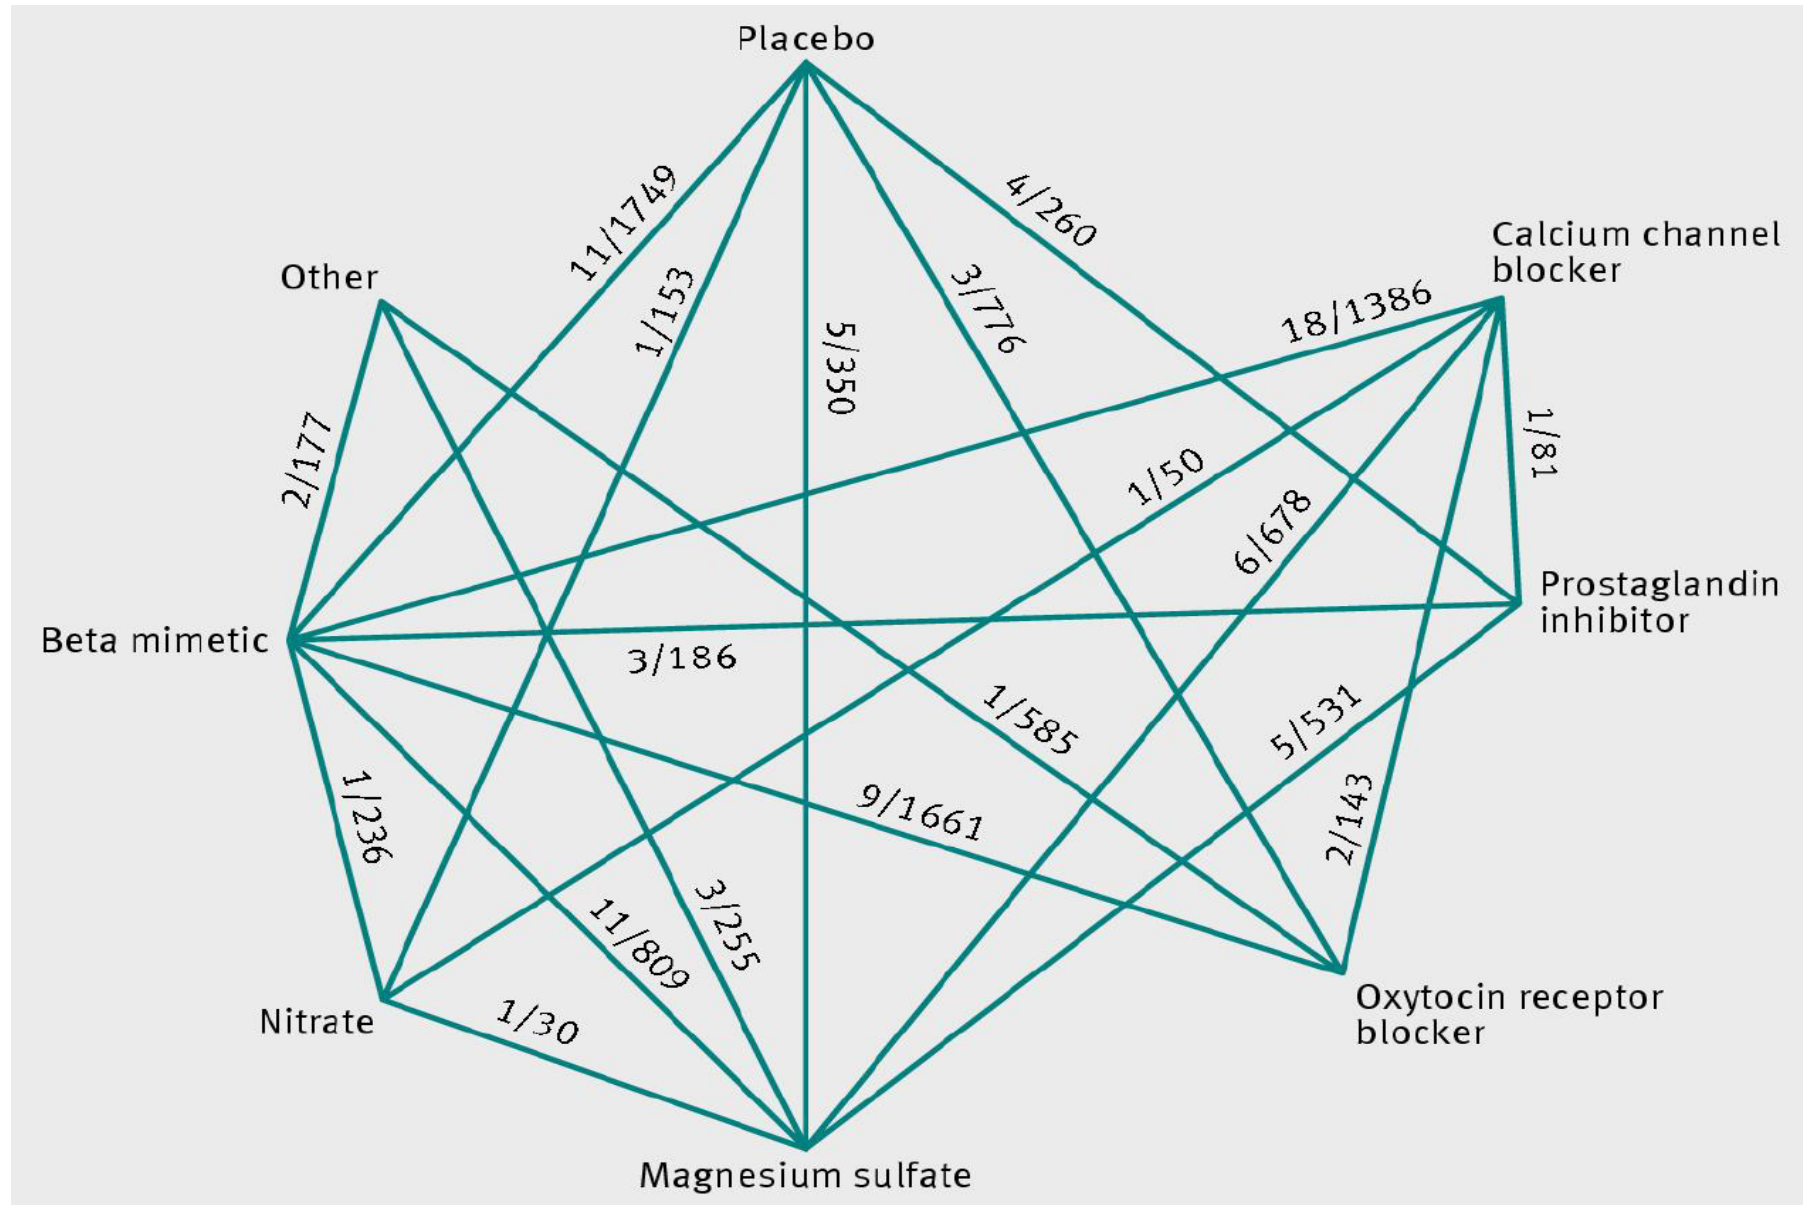 Placebo
11/1749
4/260
Calcium channel
blocker
Other
1/153
3/776
18/1386
5/350
2/177
1/81
1/50
6/678
Prostaglandin
inhibitor
Beta mimetic
3/186
1/585
5/531
1/236
9/1661
2/143
11/809
3/255
Nitrate
1/30
Oxytocin receptor
blocker
Magnesium sulfate